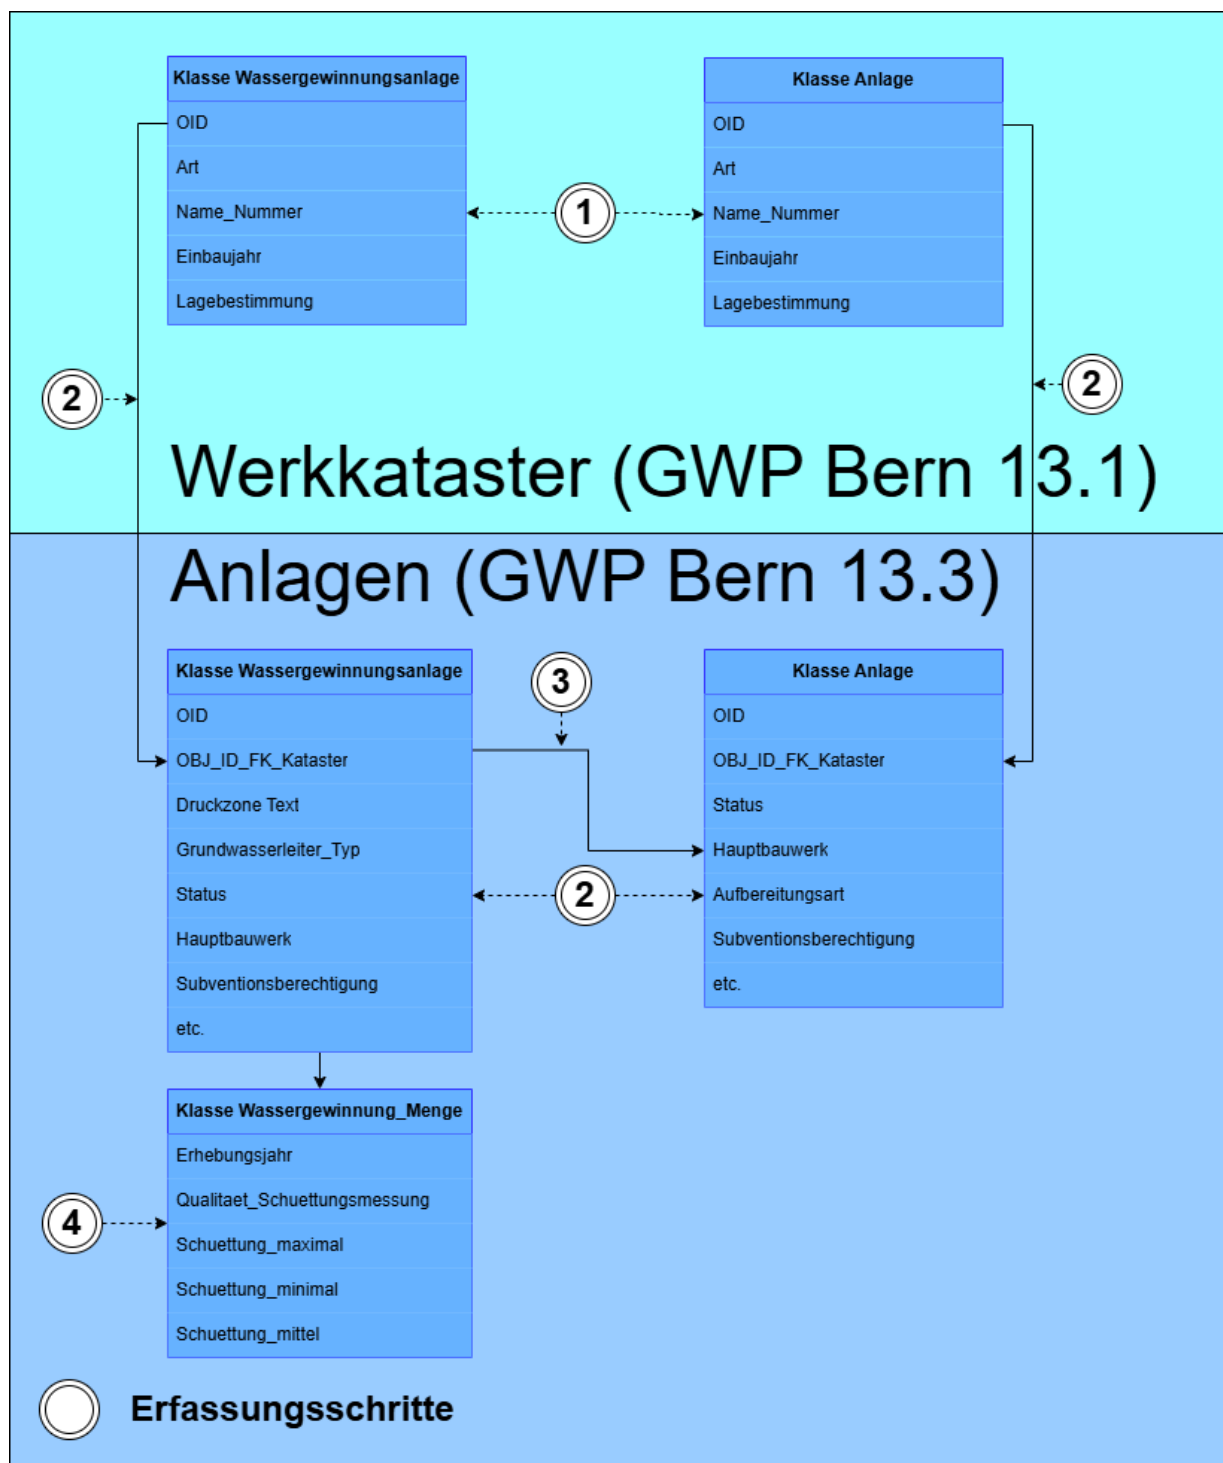 Klasse Wassergewinnungsanlage
OID
Art
Name_Nummer
Einbaujahr
Lagebestimmung
Klasse Anlage
OID
Art
Name_Nummer
Einbaujahr
Lagebestimmung
1
2
2
Werkkataster (GWP Bern 13.1)
Anlagen (GWP Bern 13.3)
Klasse Wassergewinnungsanlage
OID
OBJ_ID_FK_Kataster
Druckzone Text
Grundwasserleiter_Typ
Status
Hauptbauwerk
Subventionsberechtigung
etc.
3
2
Klasse Anlage
OID
OBJ_ID_FK_Kataster
Status
Hauptbauwerk
Aufbereitungsart
Subventionsberechtigung
etc.
Klasse Wassergewinnung_Menge
Erhebungsjahr
Qualitaet_Schuettungsmessung
Schuettung_maximal
Schuettung_minimal
Schuettung_mittel
4
Erfassungsschritte